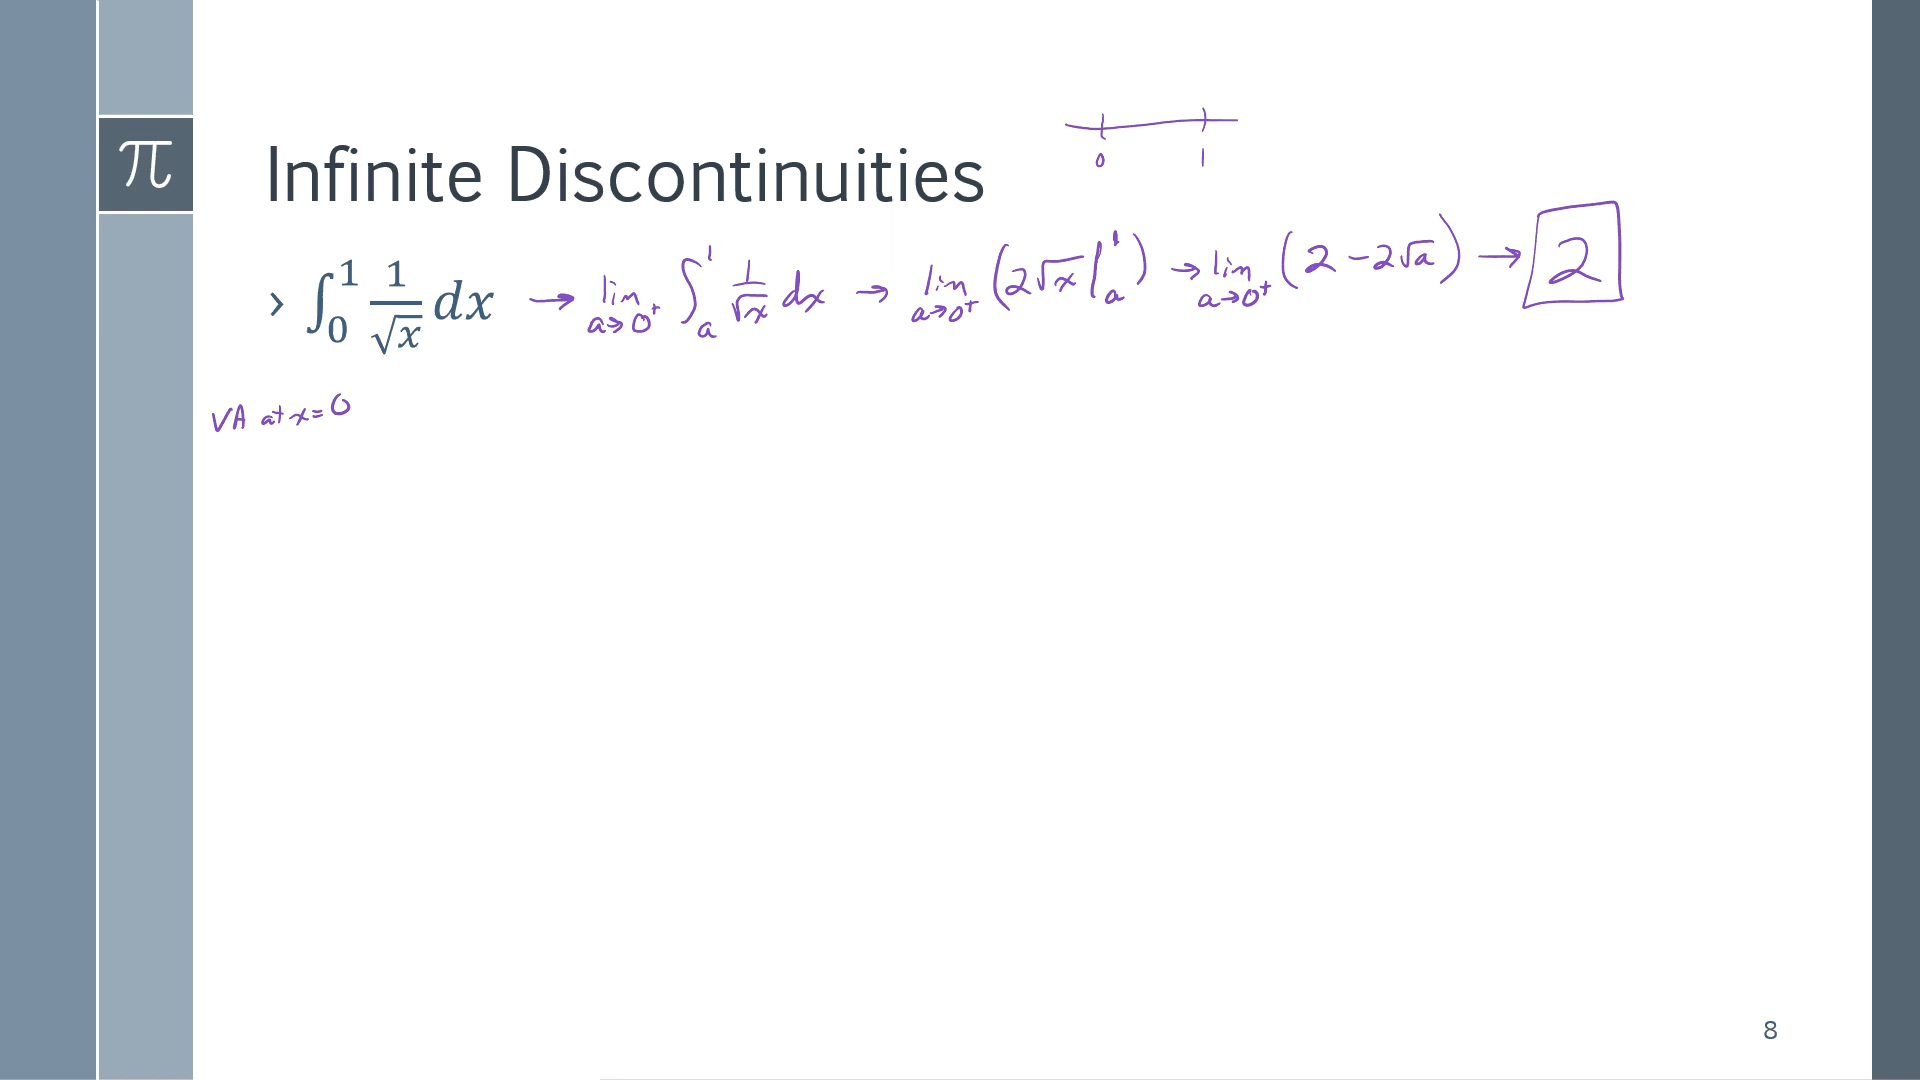 π
Infinite Discontinuities
0 1
› ∫₀¹ 1/√x dx → lim a→0⁺ ∫ₐ¹ 1/√x dx → lim a→0⁺ (2√x |ₐ¹) → lim a→0⁺ (2 - 2√a) → 2
VA at x=0
8